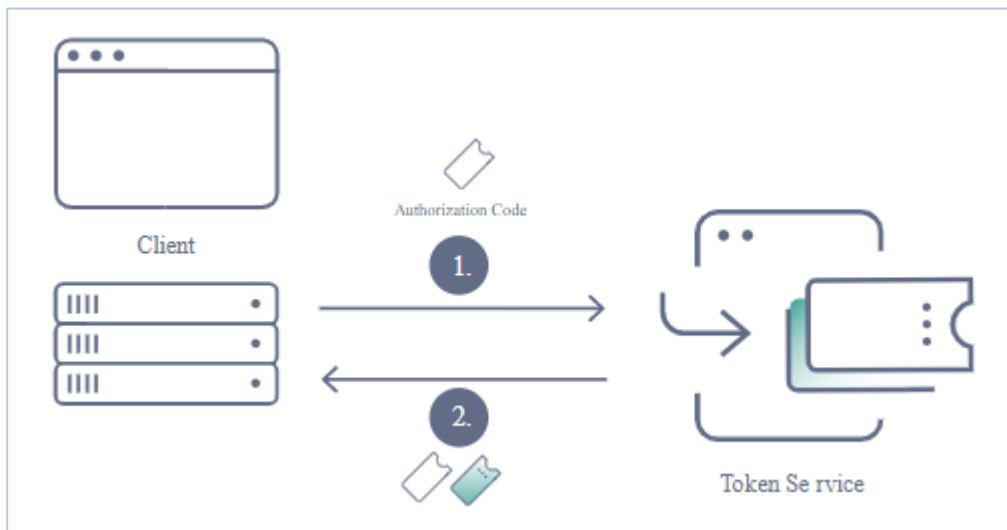 Authorization Code
Client
1.
2.
Token Se rvice